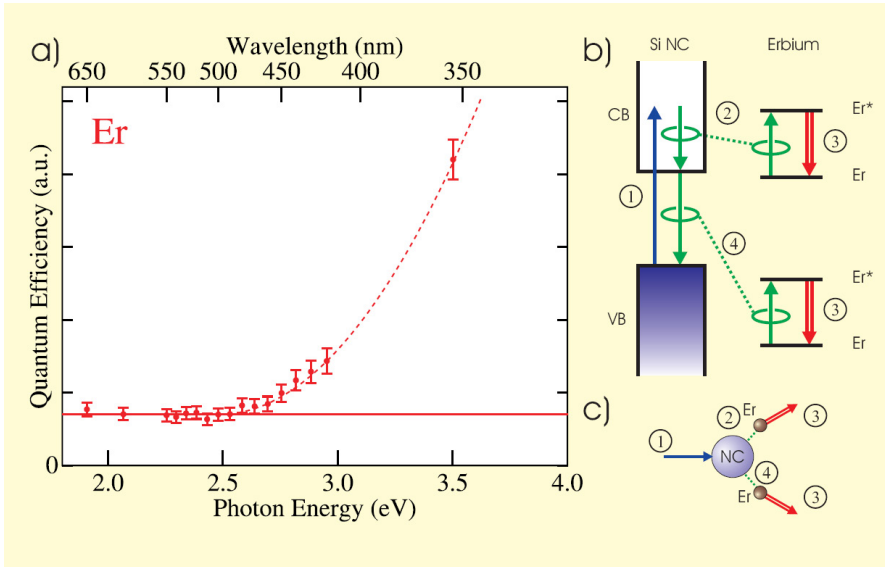 a)
Wavelength (nm)
650 550 500 450 400 350
Er
Quantum Efficiency (a.u.)
0
2.0 2.5 3.0 3.5 4.0
Photon Energy (eV)
b)
Si NC Erbium
CB
VB
1
2
3
4
3
Er*
Er
Er*
Er
c)
1
NC
2
Er
3
4
Er
3